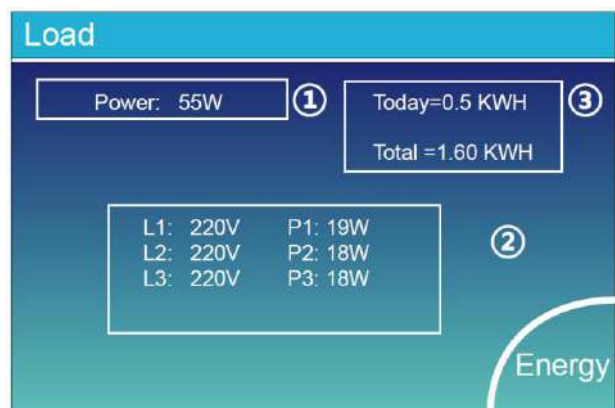 Load
Power: 55W
①
Today=0.5 KWH
③
Total =1.60 KWH
L1: 220V P1: 19W
L2: 220V P2: 18W
L3: 220V P3: 18W
②
Energy